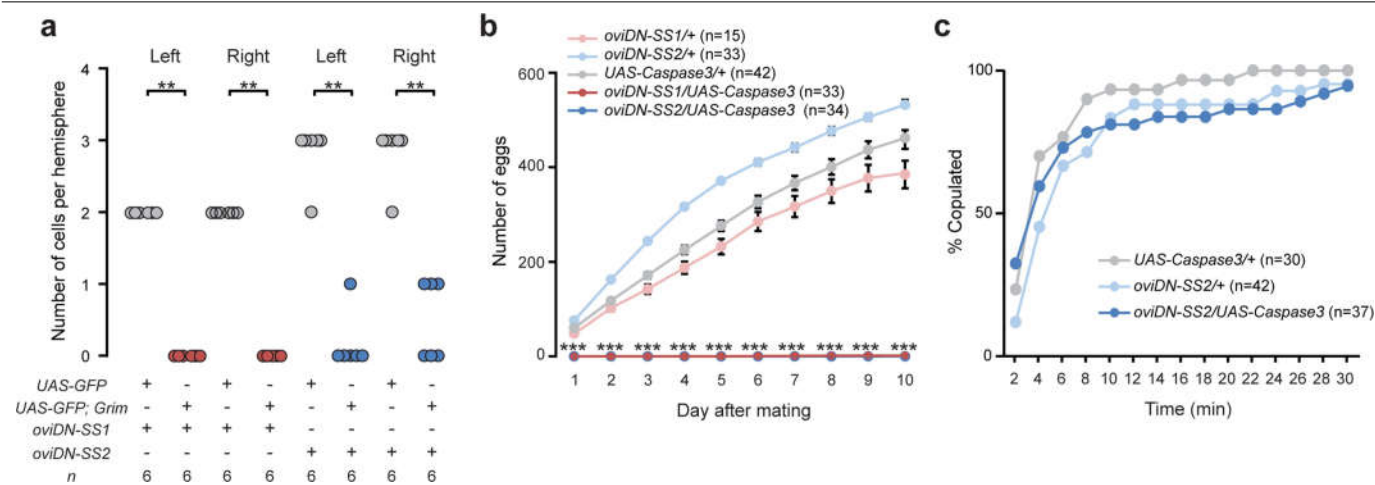 a
Left
Right
Left
Right
**
**
**
**
Number of cells per hemisphere
4
3
2
1
0
UAS-GFP + - + - + - + -
UAS-GFP; Grim - + - + - + - +
oviDN-SS1 + + + + - - - -
oviDN-SS2 - - - - + + + +
n 6 6 6 6 6 6 6 6
b
oviDN-SS1/+ (n=15)
oviDN-SS2/+ (n=33)
UAS-Caspase3/+ (n=42)
oviDN-SS1/UAS-Caspase3 (n=33)
oviDN-SS2/UAS-Caspase3 (n=34)
Number of eggs
600
400
200
0
*** *** *** *** *** *** *** *** *** ***
1 2 3 4 5 6 7 8 9 10
Day after mating
c
% Copulated
100
50
0
UAS-Caspase3/+ (n=30)
oviDN-SS2/+ (n=42)
oviDN-SS2/UAS-Caspase3 (n=37)
2 4 6 8 10 12 14 16 18 20 22 24 26 28 30
Time (min)